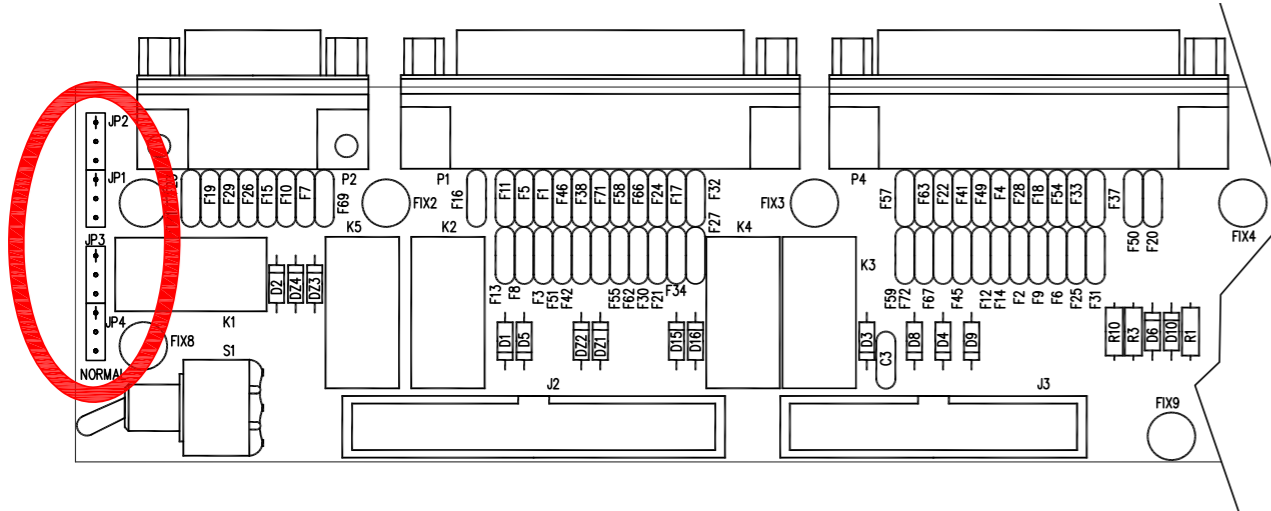 JP2
JP1
JP3
JP4
NORMAL
F19
F29
F26
F15
F10
F7
F69
P2
FIX2
P1
F16
F11
F5
F1
F46
F38
F71
F58
F66
F24
F17
F32
F27
FIX3
P4
F57
F63
F22
F41
F49
F4
F28
F18
F54
F33
F37
F50
F20
FIX4
K5
K2
K4
K3
D2
DZ4
DZ3
K1
FIX8
S1
F13
F8
F3
F51
F42
F55
F62
F30
F21
F34
F59
F72
F67
F45
F12
F14
F2
F9
F6
F25
F31
D1
D5
DZ2
DZ1
D15
D16
D3
C3
D8
D4
D9
R10
R3
D6
D10
R1
J2
J3
FIX9